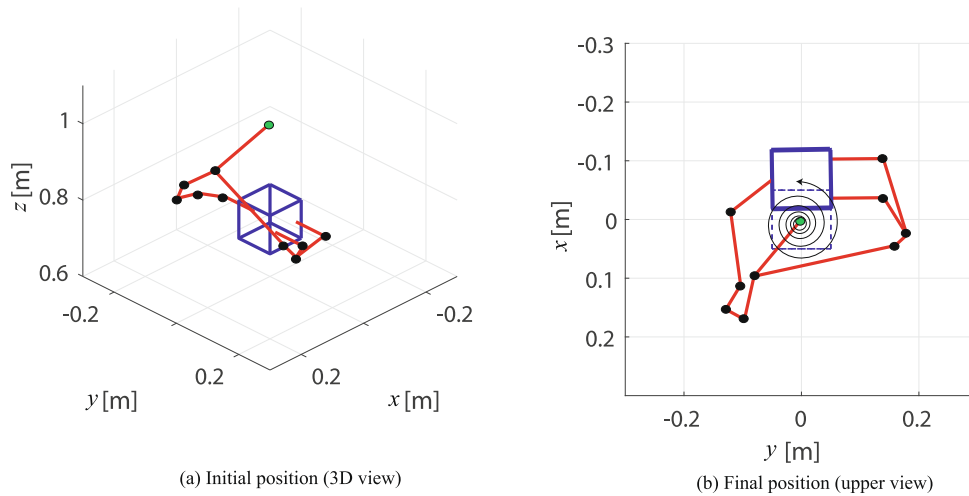 1
0.8
0.6
z [m]
-0.2
0.2
y [m]
0.2
-0.2
x [m]
(a) Initial position (3D view)
-0.3
-0.2
-0.1
0
0.1
0.2
x [m]
-0.2
0
0.2
y [m]
(b) Final position (upper view)